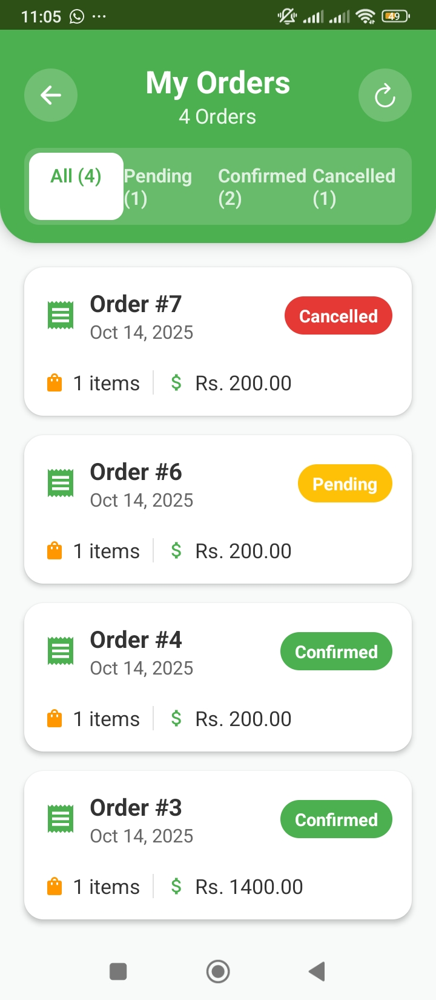 11:05
49
My Orders
4 Orders
All (4)
Pending (1)
Confirmed (2)
Cancelled (1)
Order #7
Oct 14, 2025
Cancelled
1 items
$ Rs. 200.00
Order #6
Oct 14, 2025
Pending
1 items
$ Rs. 200.00
Order #4
Oct 14, 2025
Confirmed
1 items
$ Rs. 200.00
Order #3
Oct 14, 2025
Confirmed
1 items
$ Rs. 1400.00